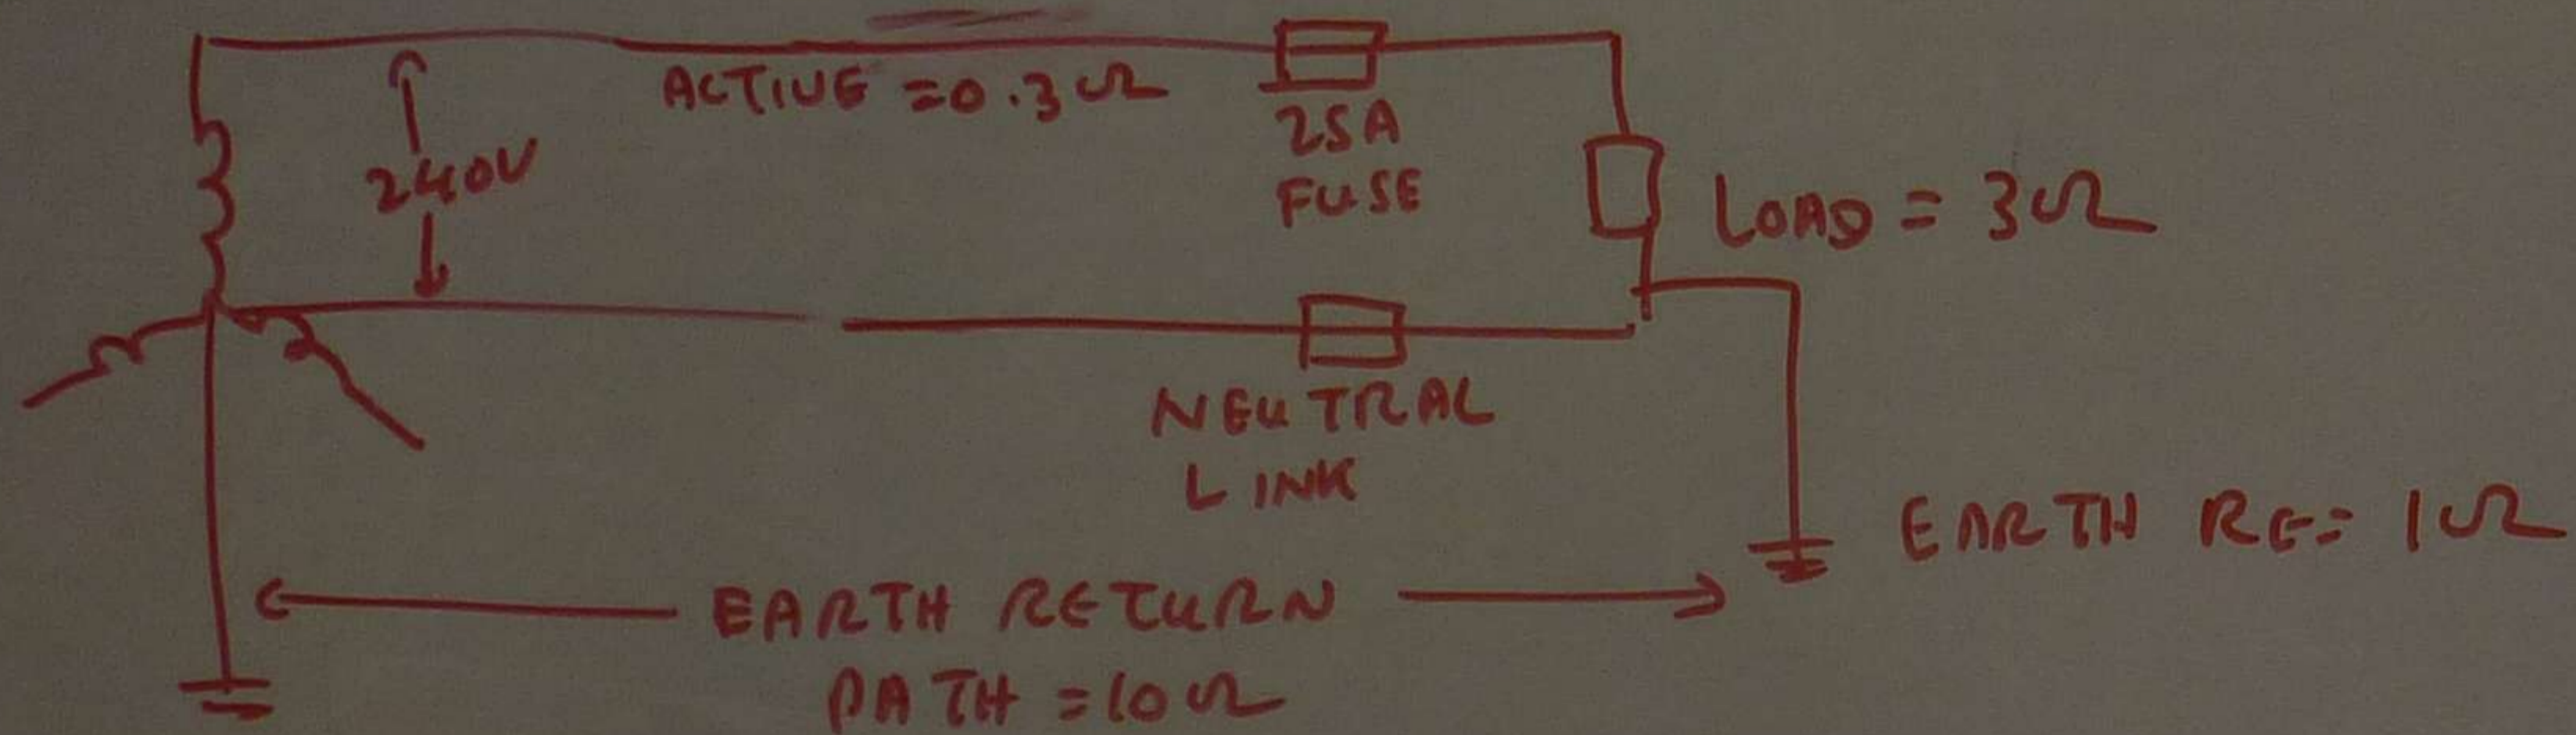 ACTIVE = 0.3Ω
240V
25A
FUSE
LOAD = 3Ω
NEUTRAL
LINK
EARTH RE = 1Ω
EARTH RETURN
PATH = 10Ω